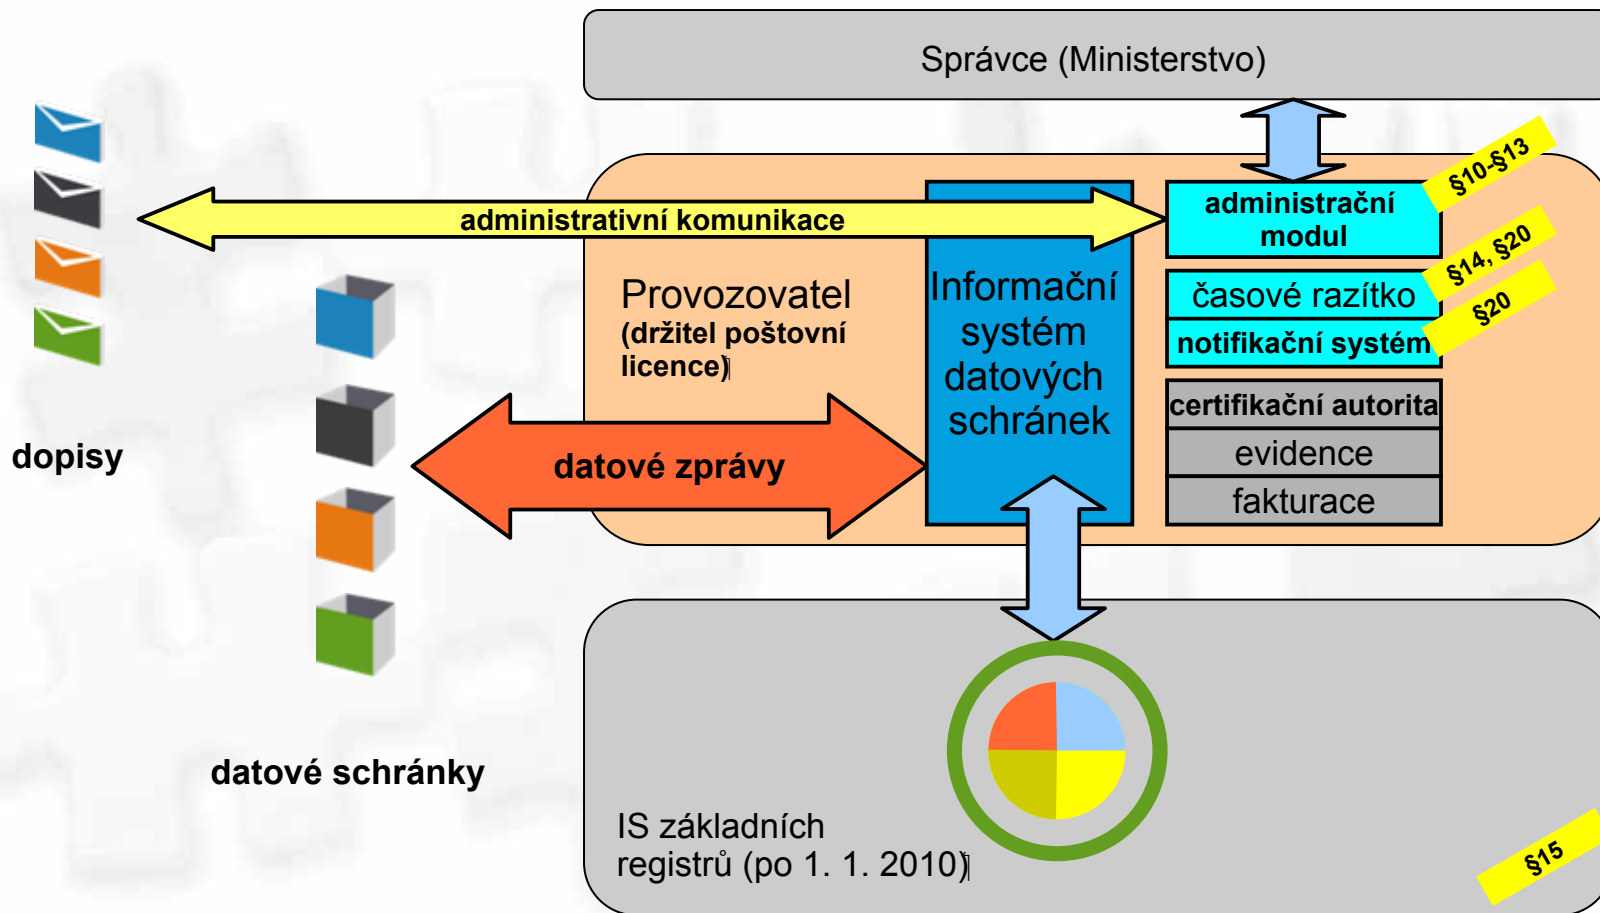 Správce (Ministerstvo)
§10-§13
administrativní komunikace
administrační
modul
§14, §20
Provozovatel
(držitel poštovní
licence)
Informační
systém
datových
schránek
časové razítko
§20
notifikační systém
certifikační autorita
evidence
fakturace
dopisy
datové zprávy
datové schránky
IS základních
registrů (po 1. 1. 2010)
§15